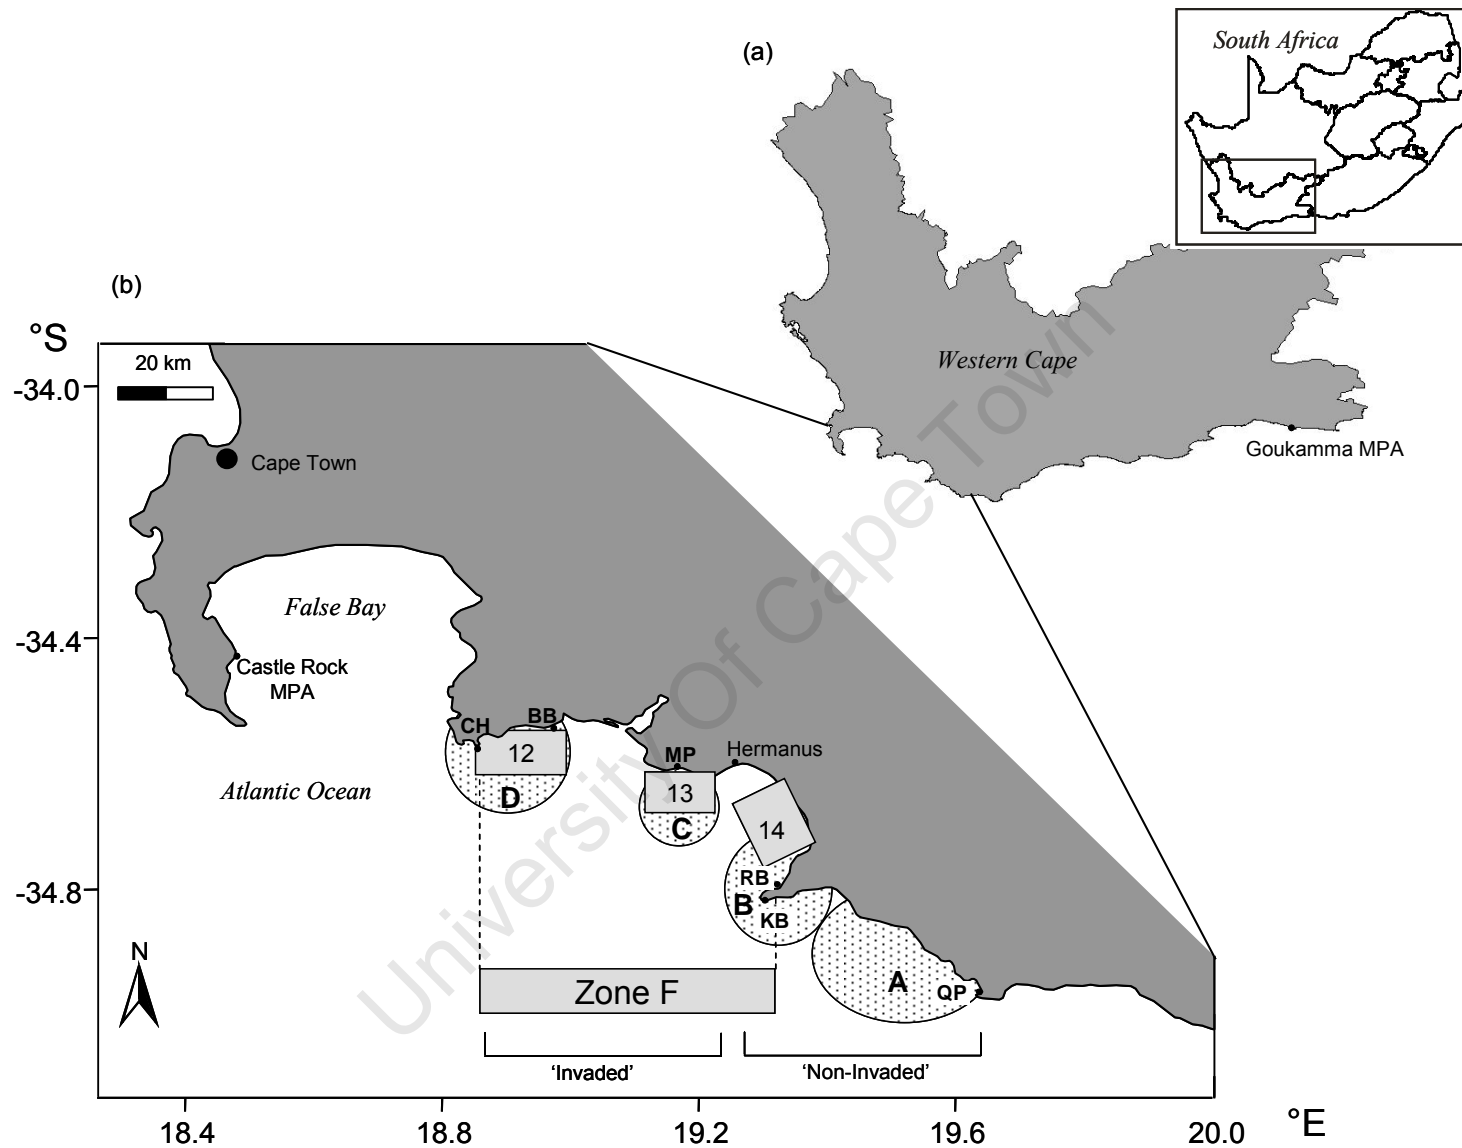 (a)
South Africa
(b)
°S
20 km
-34.0
Western Cape
Goukamma MPA
Cape Town
False Bay
-34.4
Castle Rock
MPA
CH
BB
12
D
Atlantic Ocean
MP
Hermanus
13
C
14
-34.8
RB
B
KB
A
QP
N
Zone F
'Invaded'
'Non-Invaded'
18.4
18.8
19.2
19.6
20.0
°E
University Of Cape Town